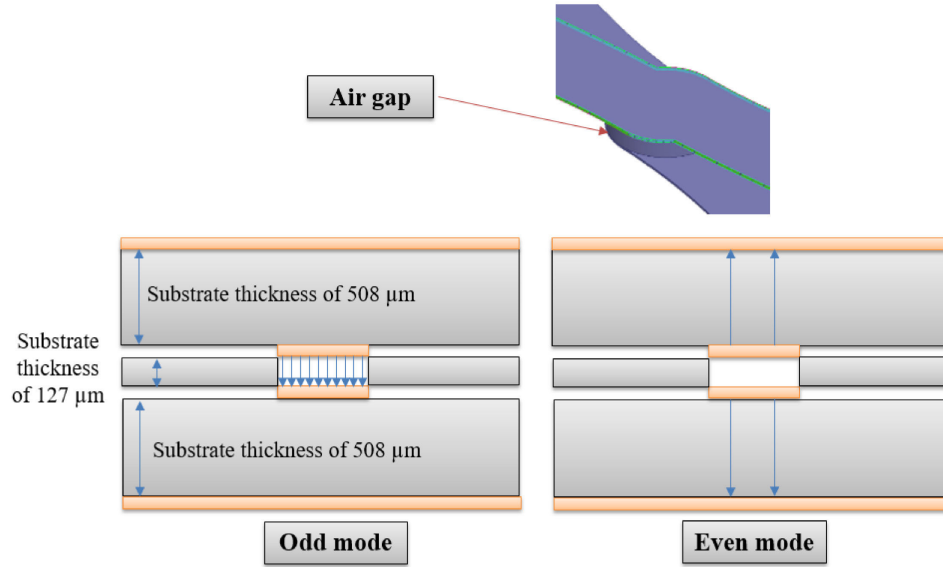 Air gap
Substrate thickness of 508 µm
Substrate
thickness
of 127 µm
Substrate thickness of 508 µm
Odd mode
Even mode